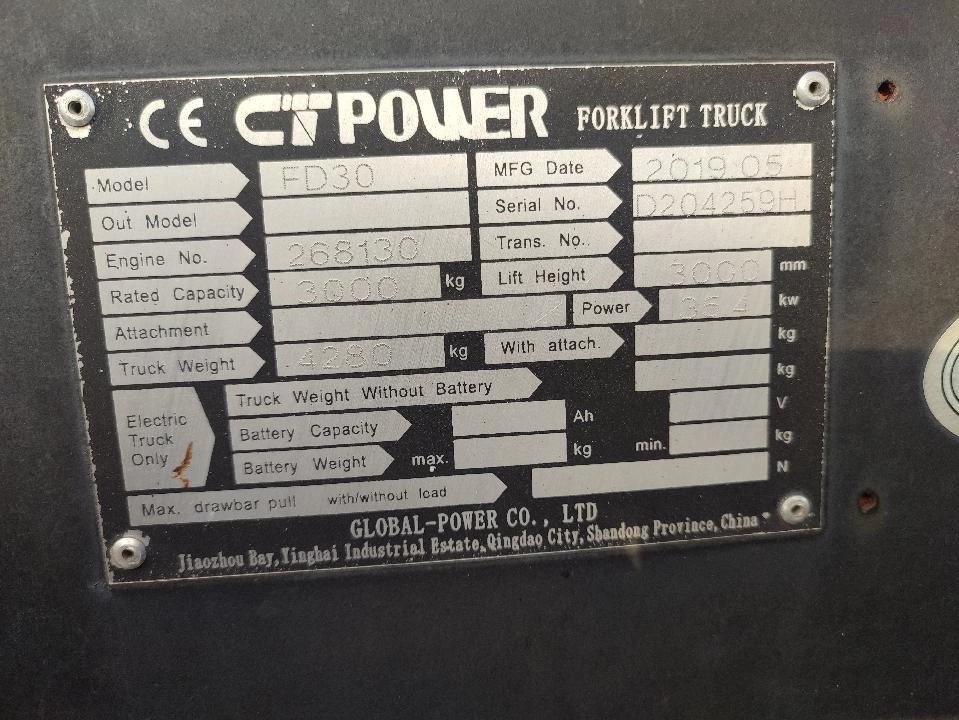 CE CTPOWER FORKLIFT TRUCK
Model FD30 MFG Date 2019.05
Out Model Serial No. D204259H
Engine No. 268130 Trans. No.
Rated Capacity 3000 kg Lift Height 3000 mm
Attachment Power 36.4 kw
Truck Weight 4280 kg With attach. kg
Truck Weight Without Battery kg
Electric Truck Only
Battery Capacity Ah V
Battery Weight max. kg min. kg
Max. drawbar pull with/without load N
GLOBAL-POWER CO., LTD
Jiaozhou Bay, Yinghai Industrial Estate, Qingdao City, Shandong Province, China